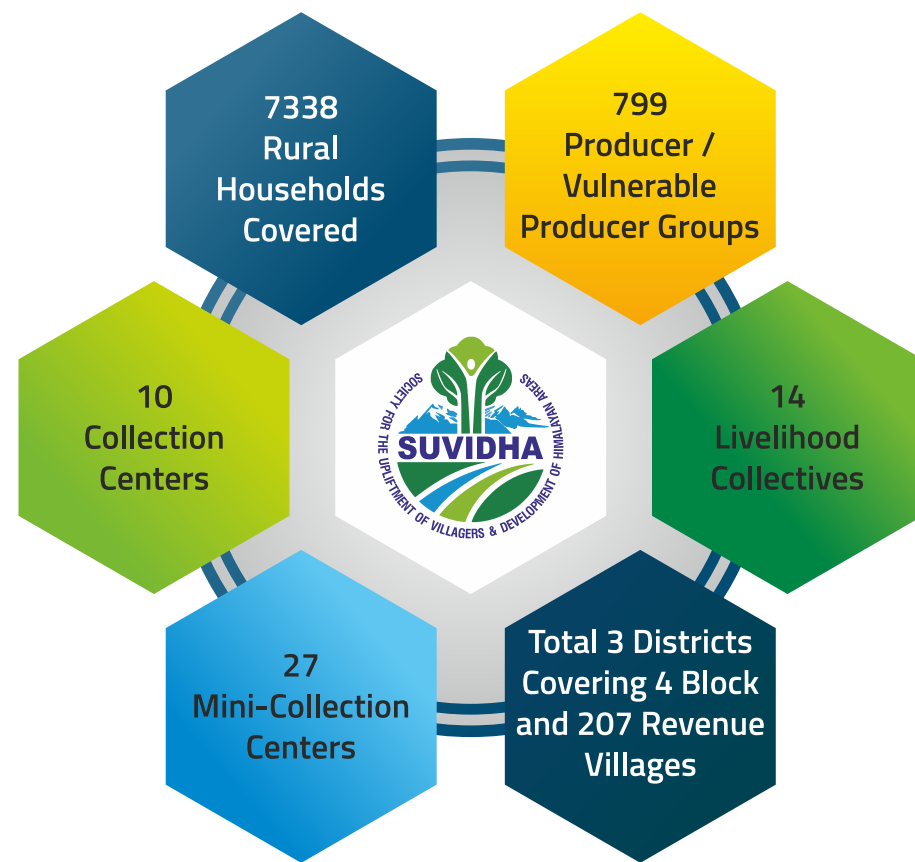 7338
Rural
Households
Covered
799
Producer /
Vulnerable
Producer Groups
10
Collection
Centers
SOCIETY FOR THE UPLIFTMENT OF VILLAGERS & DEVELOPMENT OF HIMALAYAN AREAS
SUVIDHA
14
Livelihood
Collectives
27
Mini-Collection
Centers
Total 3 Districts
Covering 4 Block
and 207 Revenue
Villages